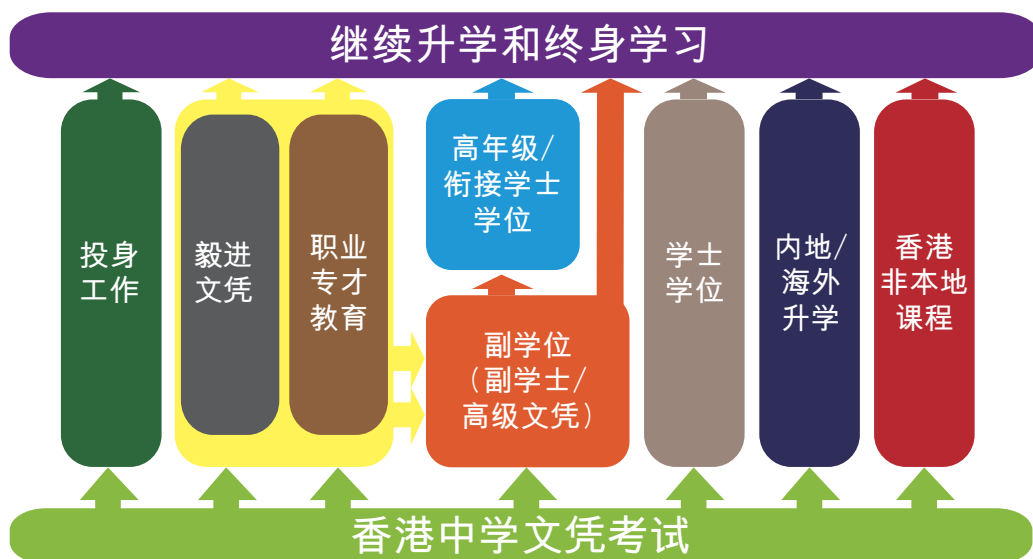 继续升学和终身学习
投身
工作
毅进
文凭
职业
专才
教育
高年级/
衔接学士
学位
副学位
（副学士/
高级文凭）
学士
学位
内地/
海外
升学
香港
非本地
课程
香港中学文凭考试